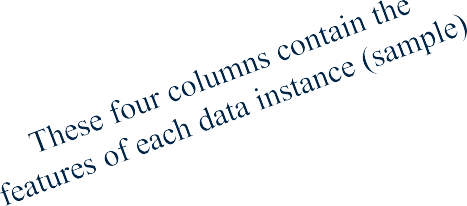 These four columns contain the
features of each data instance (sample)